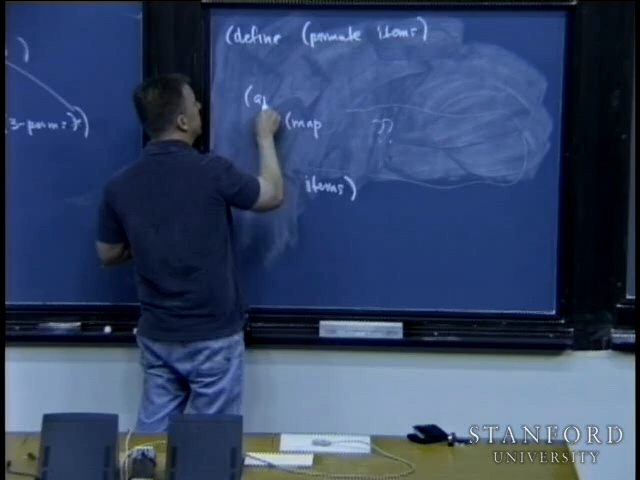 (define (permute items)
3-perms)
(ap
(map ??
items)
STANFORD
UNIVERSITY